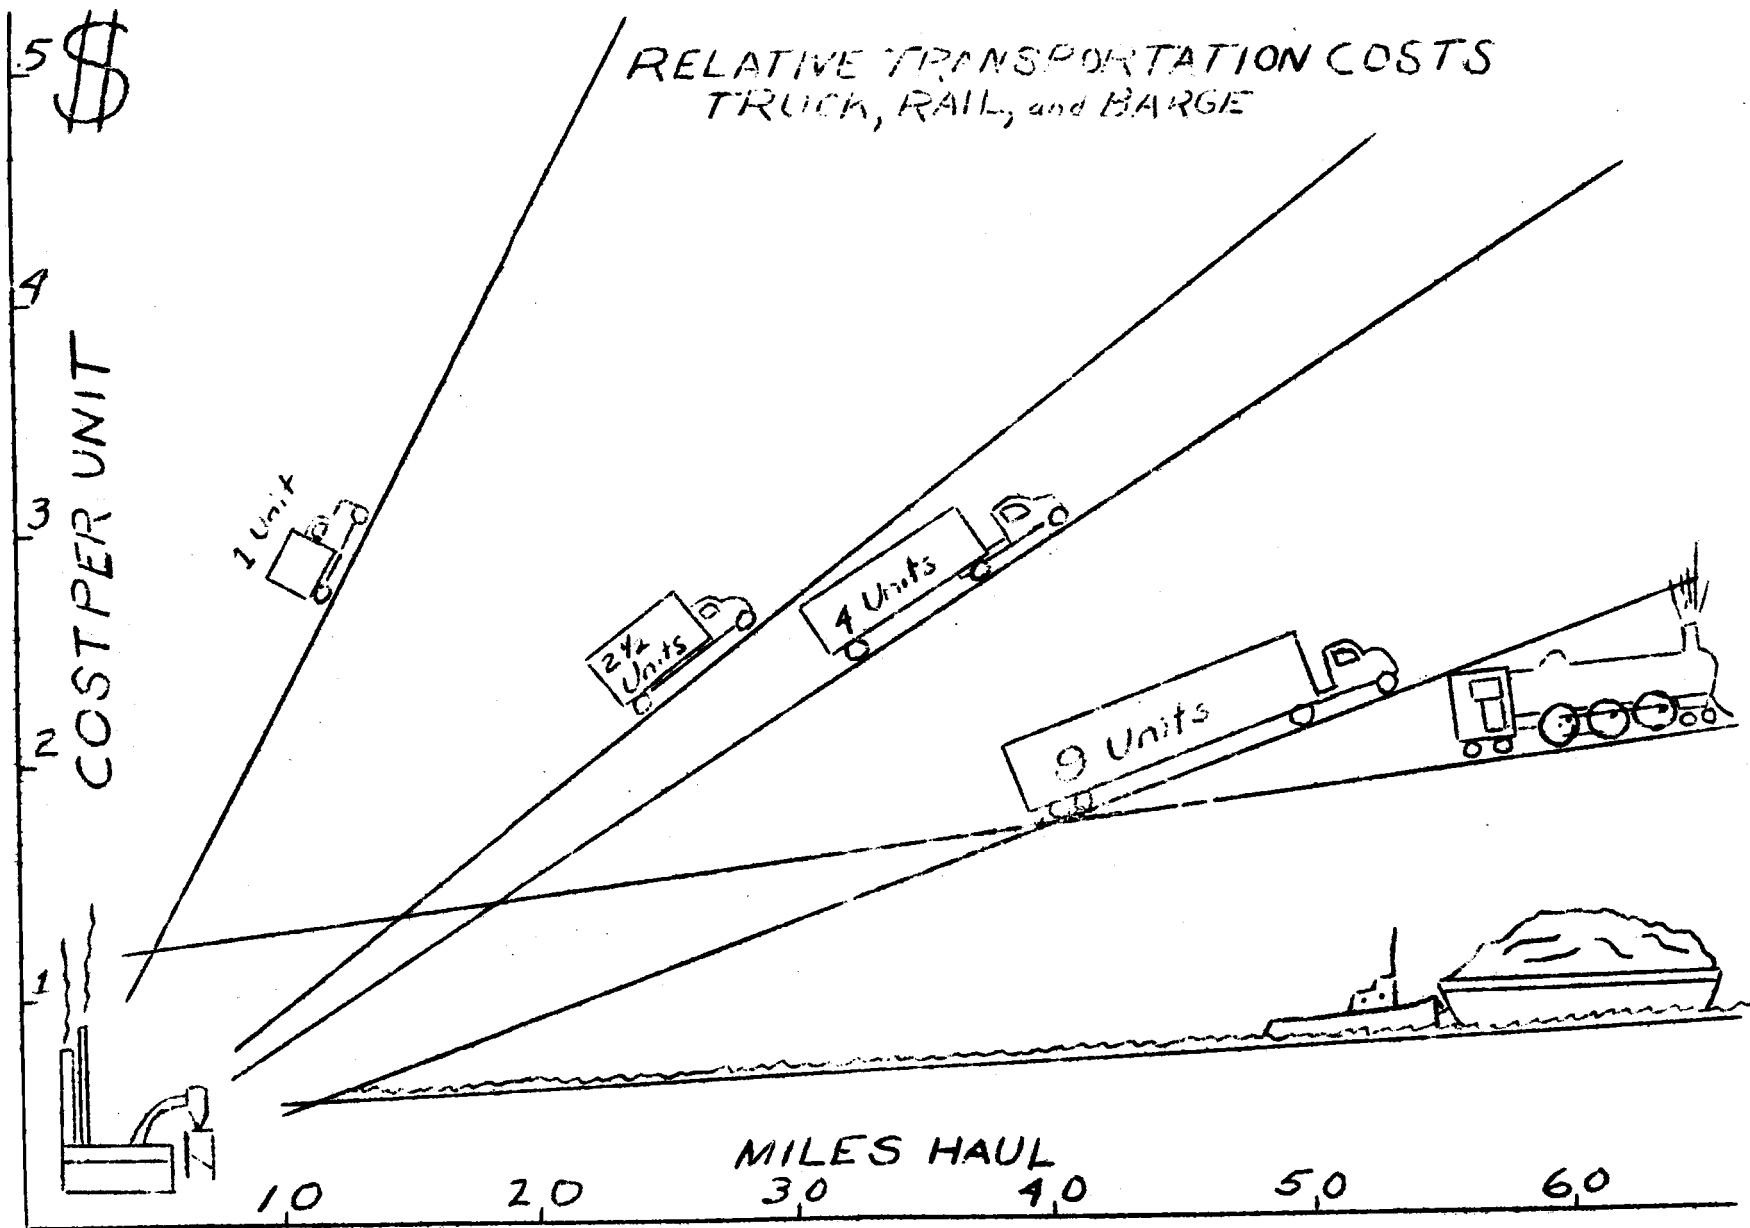 RELATIVE TRANSPORTATION COSTS
TRUCK, RAIL, and BARGE
$
5
4
3
2
1
COST PER UNIT
1 Unit
2½
Units
4 Units
9 Units
MILES HAUL
10 20 30 40 50 60